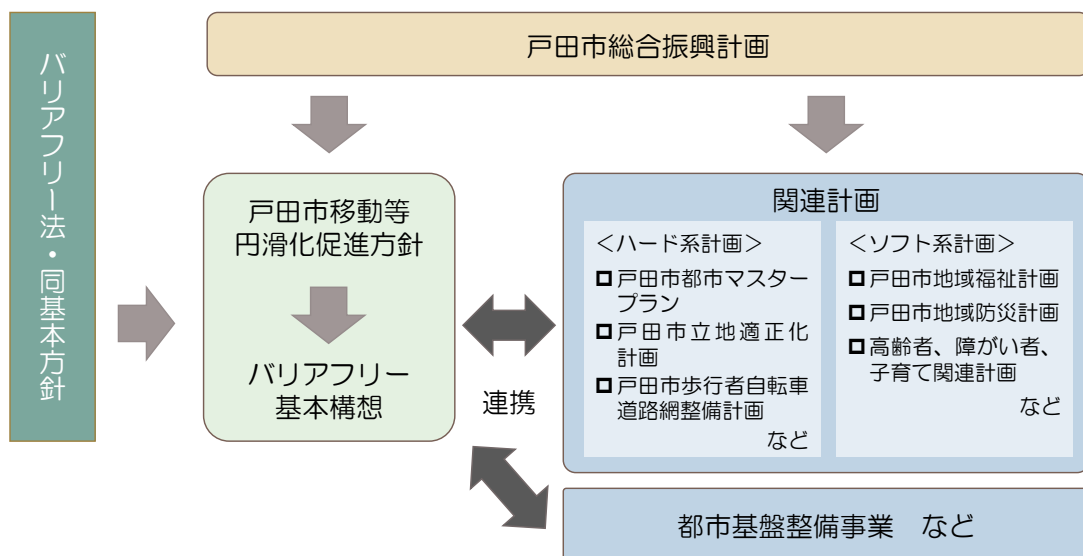 バリアフリー法・同基本方針
戸田市総合振興計画
戸田市移動等
円滑化促進方針
バリアフリー
基本構想
連携
関連計画
<ハード系計画>
戸田市都市マスター
プラン
戸田市立地適正化
計画
戸田市歩行者自転車
道路網整備計画
など
<ソフト系計画>
戸田市地域福祉計画
戸田市地域防災計画
高齢者、障がい者、
子育て関連計画
など
都市基盤整備事業　など